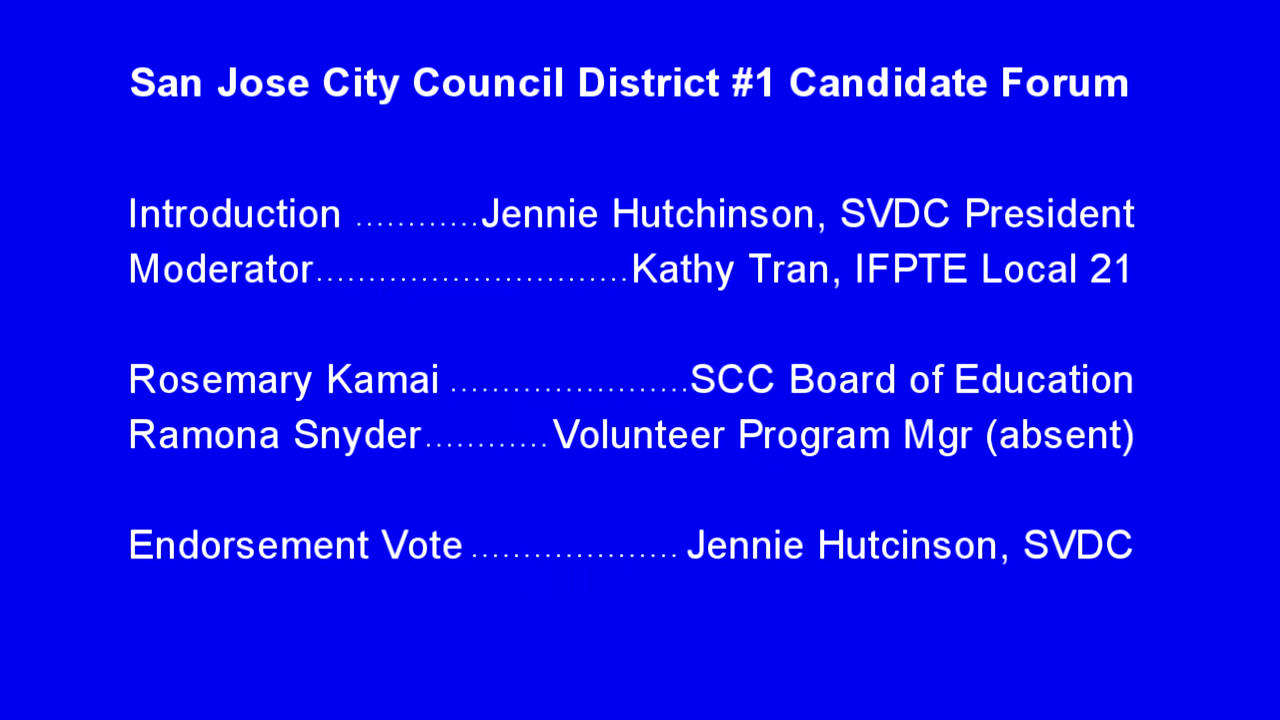 San Jose City Council District #1 Candidate Forum
Introduction ............Jennie Hutchinson, SVDC President
Moderator..............................Kathy Tran, IFPTE Local 21
Rosemary Kamai .......................SCC Board of Education
Ramona Snyder............Volunteer Program Mgr (absent)
Endorsement Vote .................... Jennie Hutcinson, SVDC